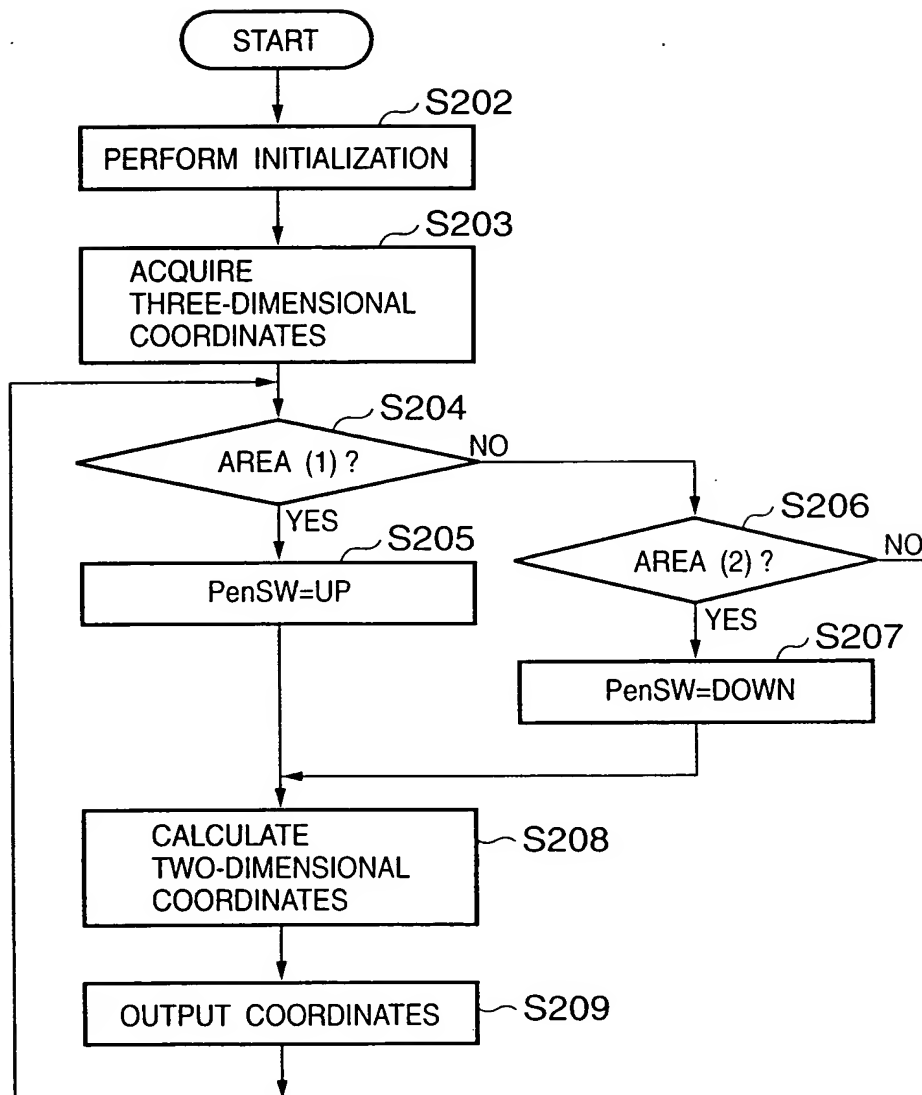 START
S202
PERFORM INITIALIZATION
S203
ACQUIRE
THREE-DIMENSIONAL
COORDINATES
S204
AREA (1) ?
NO
YES
S205
PenSW=UP
S206
AREA (2) ?
NO
YES
S207
PenSW=DOWN
CALCULATE
TWO-DIMENSIONAL
COORDINATES
S208
OUTPUT COORDINATES
S209